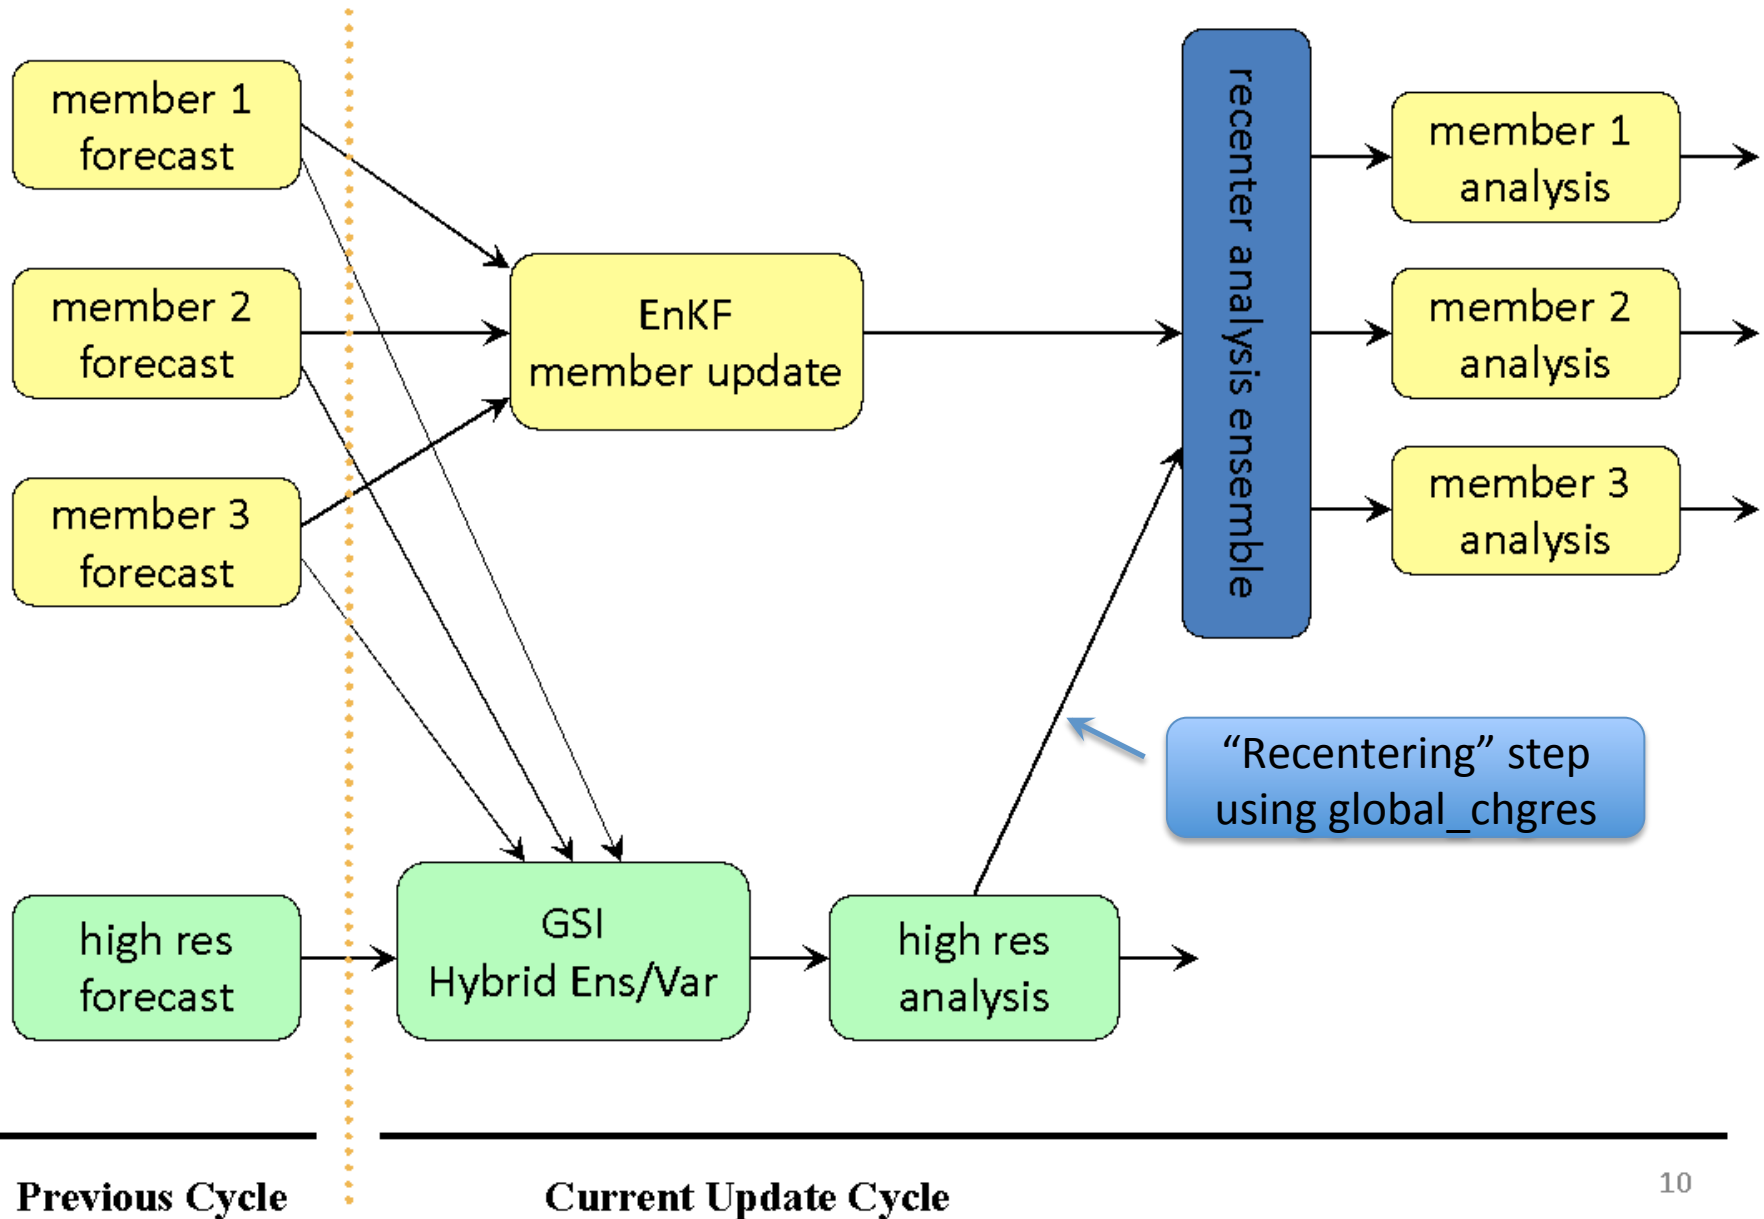 member 1
forecast
member 2
forecast
member 3
forecast
high res
forecast
EnKF
member update
GSI
Hybrid Ens/Var
high res
analysis
recenter analysis ensemble
member 1
analysis
member 2
analysis
member 3
analysis
“Recentering” step
using global_chgres
Previous Cycle
Current Update Cycle
10